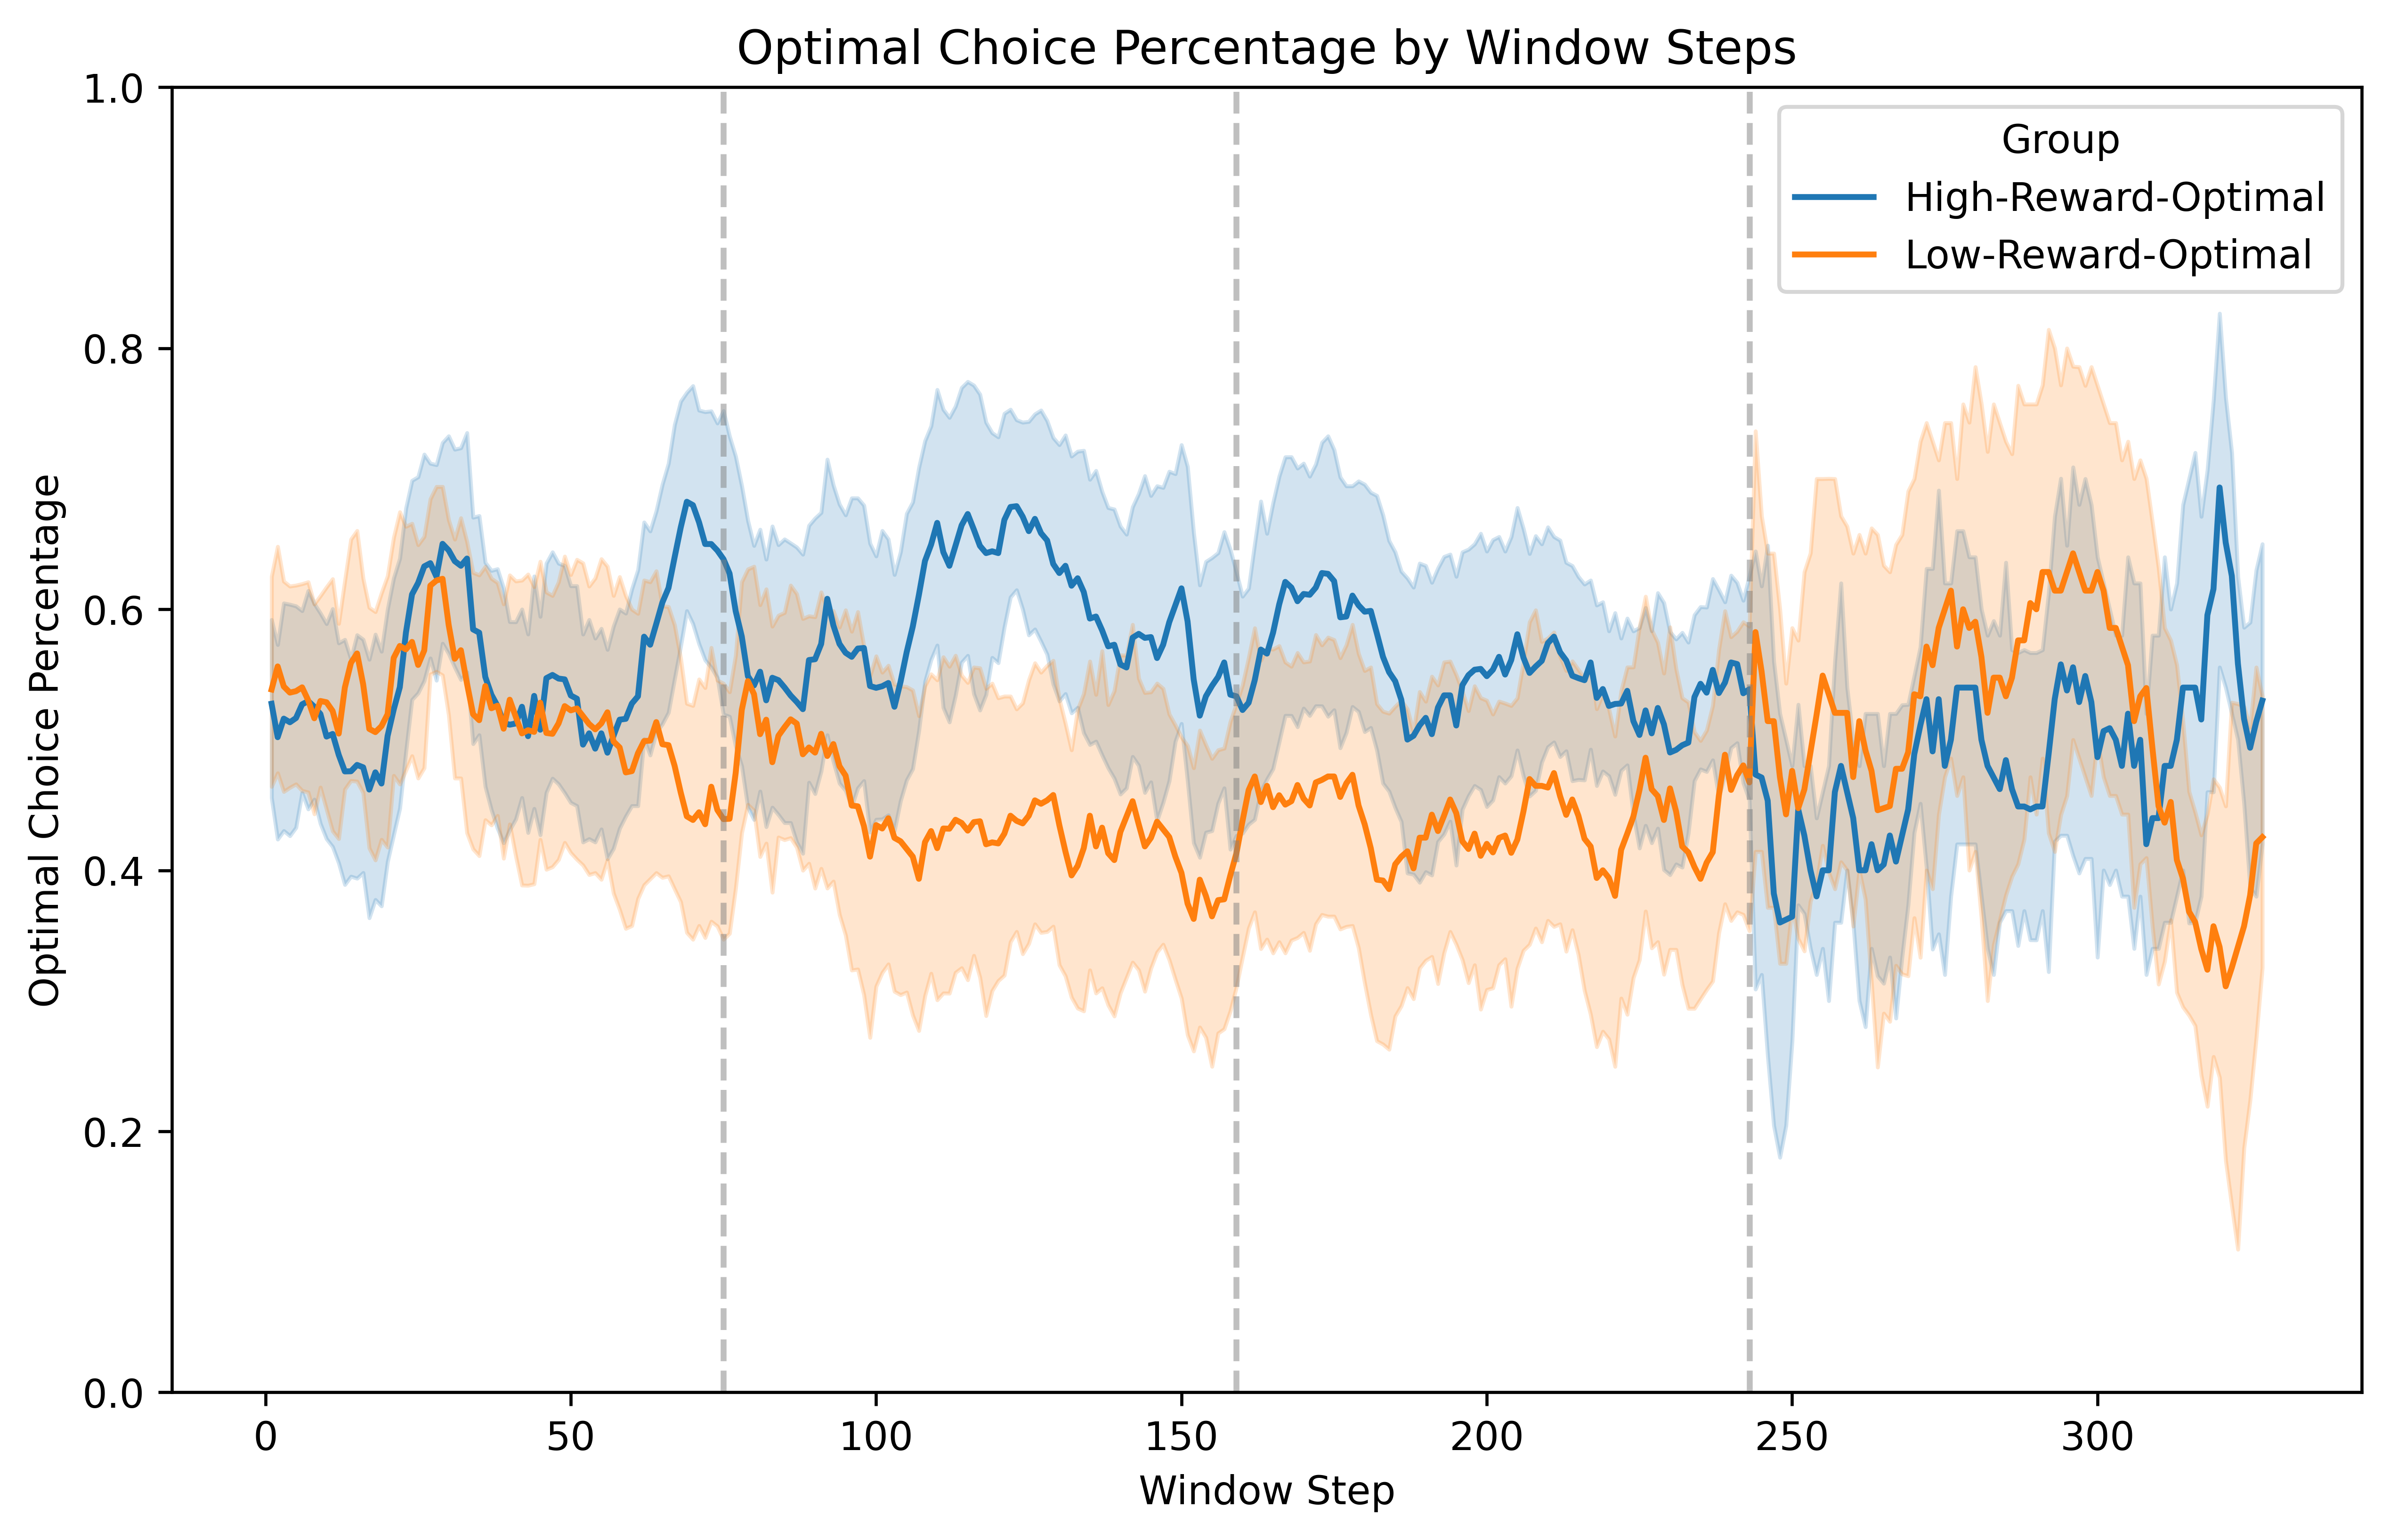 Optimal Choice Percentage by Window Steps
Optimal Choice Percentage
1.0
0.8
0.6
0.4
0.2
0.0
Group
High-Reward-Optimal
Low-Reward-Optimal
0 50 100 150 200 250 300
Window Step